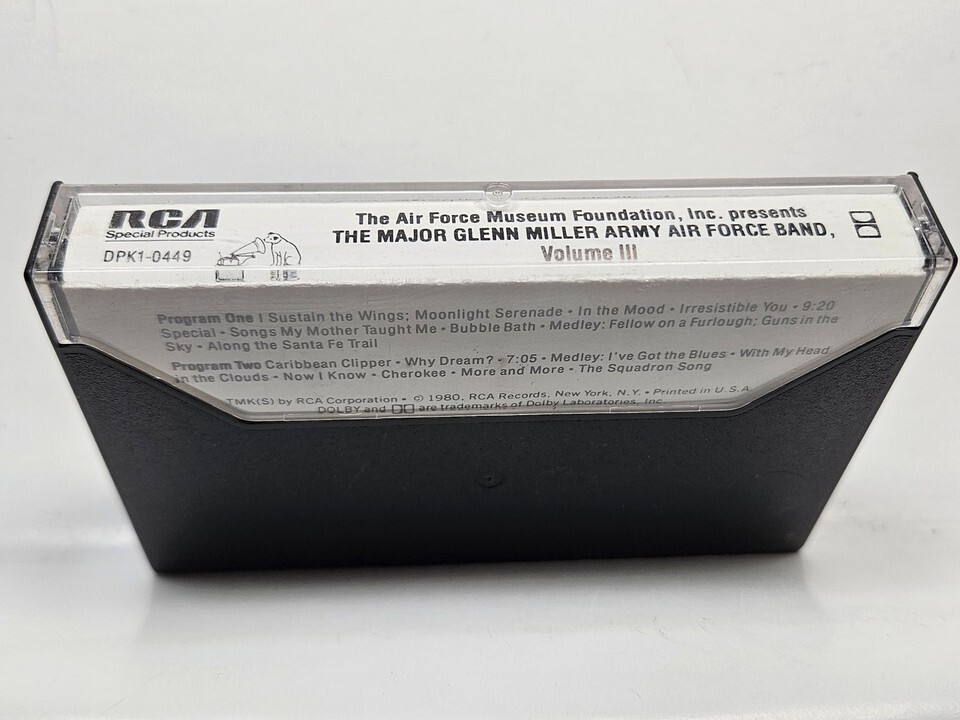 RCA
Special Products
DPK1-0449
The Air Force Museum Foundation, Inc. presents
THE MAJOR GLENN MILLER ARMY AIR FORCE BAND,
Volume III
Program One I Sustain the Wings; Moonlight Serenade • In the Mood • Irresistible You • 9:20
Special • Songs My Mother Taught Me • Bubble Bath • Medley: Fellow on a Furlough; Guns in the
Sky • Along the Santa Fe Trail
Program Two Caribbean Clipper • Why Dream? • 7:05 • Medley: I've Got the Blues • With My Head
in the Clouds • Now I Know • Cherokee • More and More • The Squadron Song
TMK(S) by RCA Corporation • © 1980, RCA Records, New York, N.Y. • Printed in U.S.A.
DOLBY and are trademarks of Dolby Laboratories, Inc.